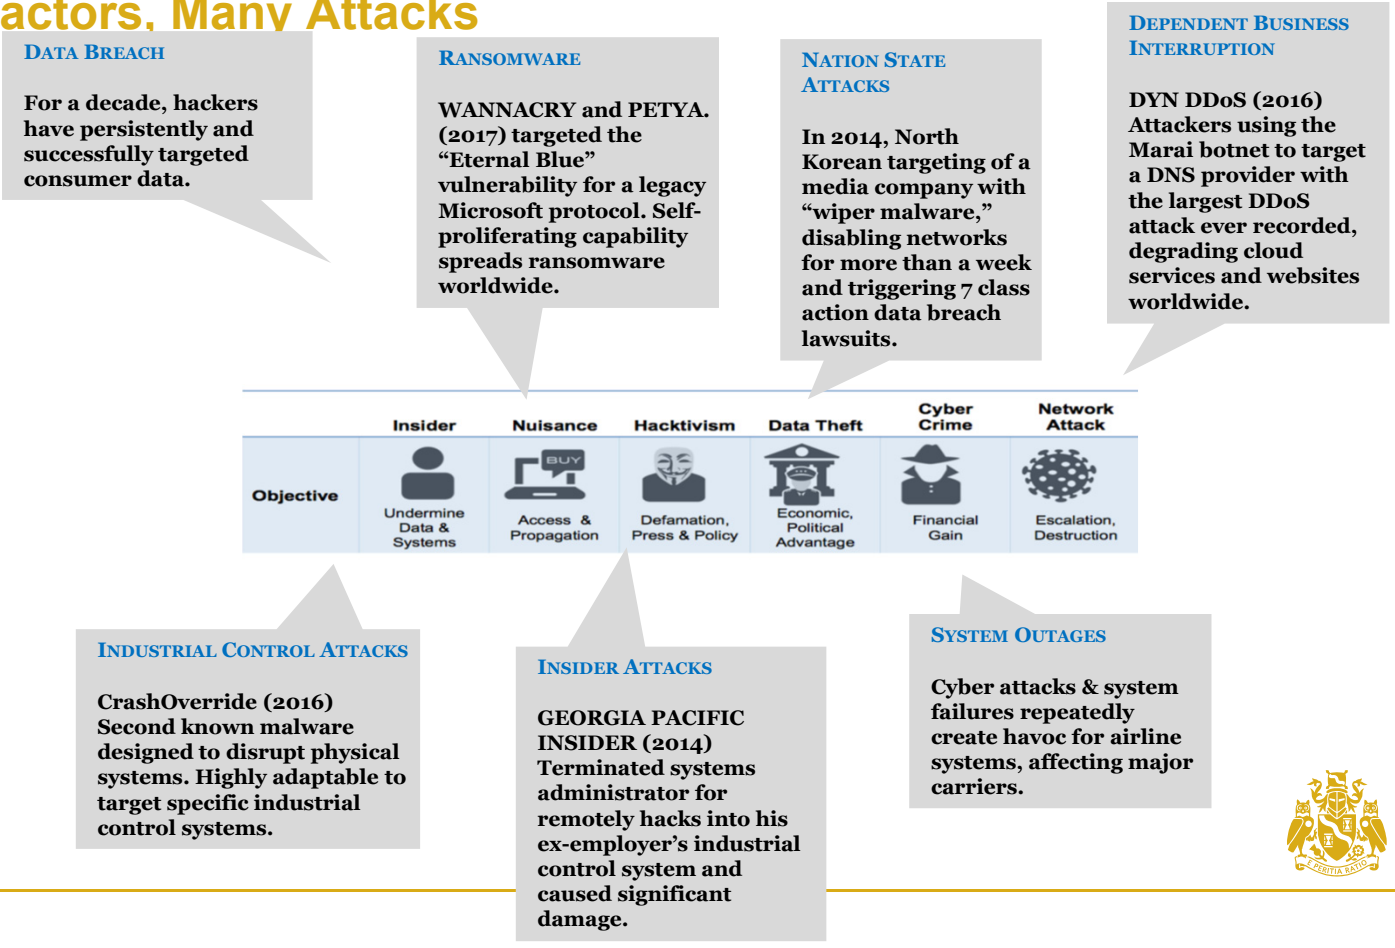 actors, Many Attacks
DATA BREACH
For a decade, hackers
have persistently and
successfully targeted
consumer data.
RANSOMWARE
WANNACRY and PETYA.
(2017) targeted the
“Eternal Blue”
vulnerability for a legacy
Microsoft protocol. Self-
proliferating capability
spreads ransomware
worldwide.
NATION STATE
ATTACKS
In 2014, North
Korean targeting of a
media company with
“wiper malware,”
disabling networks
for more than a week
and triggering 7 class
action data breach
lawsuits.
DEPENDENT BUSINESS
INTERRUPTION
DYN DDoS (2016)
Attackers using the
Marai botnet to target
a DNS provider with
the largest DDoS
attack ever recorded,
degrading cloud
services and websites
worldwide.
Insider
Nuisance
Hacktivism
Data Theft
Cyber
Crime
Network
Attack
Objective
BUY
Undermine
Data &
Systems
Access &
Propagation
Defamation,
Press & Policy
Economic,
Political
Advantage
Financial
Gain
Escalation,
Destruction
INDUSTRIAL CONTROL ATTACKS
CrashOverride (2016)
Second known malware
designed to disrupt physical
systems. Highly adaptable to
target specific industrial
control systems.
INSIDER ATTACKS
GEORGIA PACIFIC
INSIDER (2014)
Terminated systems
administrator for
remotely hacks into his
ex-employer’s industrial
control system and
caused significant
damage.
SYSTEM OUTAGES
Cyber attacks & system
failures repeatedly
create havoc for airline
systems, affecting major
carriers.
E PERITIA RATIO